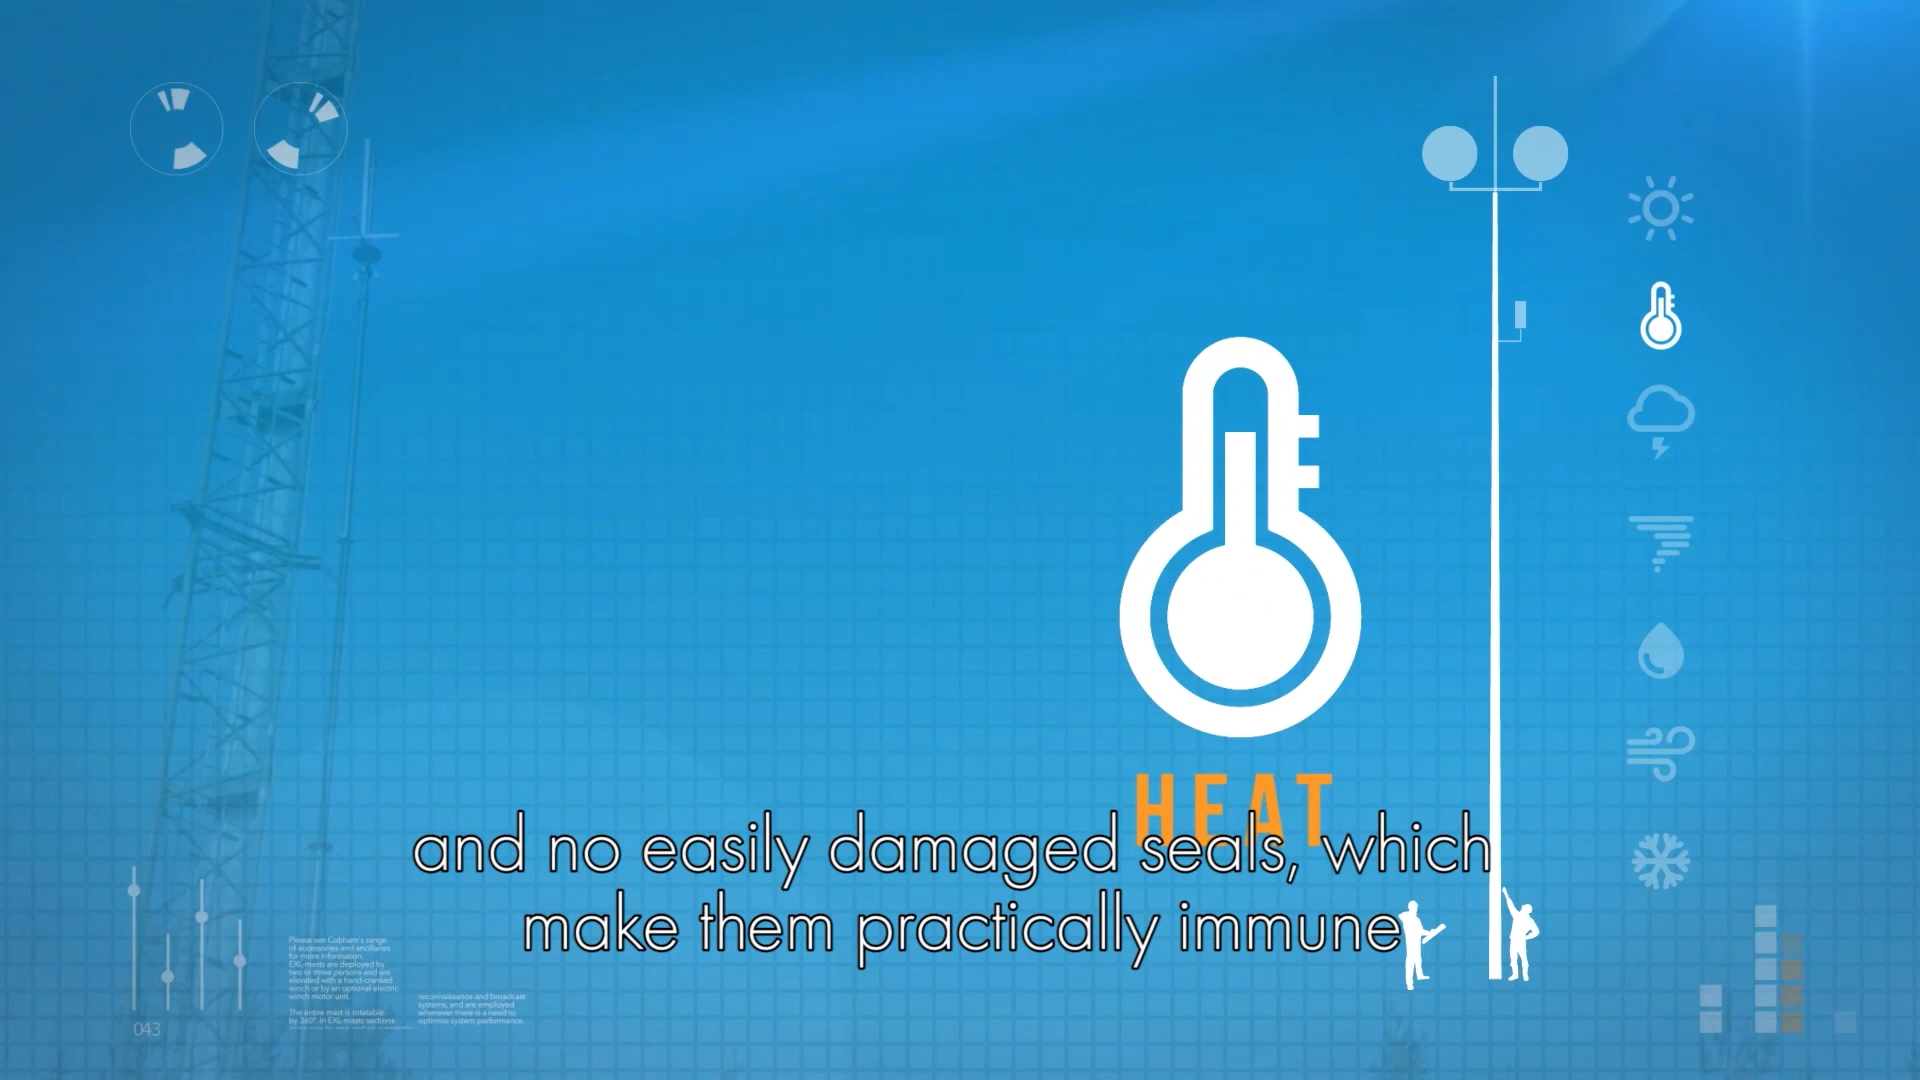 HEAT
and no easily damaged seals, which
make them practically immune
Please see Cobham's range
of accessories and ancillaries
for more information.
EXL-masts are deployed by
two or three persons and are
elevated with a hand-cranked
winch or by an optional electric
winch motor unit.
The entire mast is rotatable
by 360°. In EXL-masts sections
reconnaissance and broadcast
systems, and are employed
whenever there is a need to
optimise system performance.
043